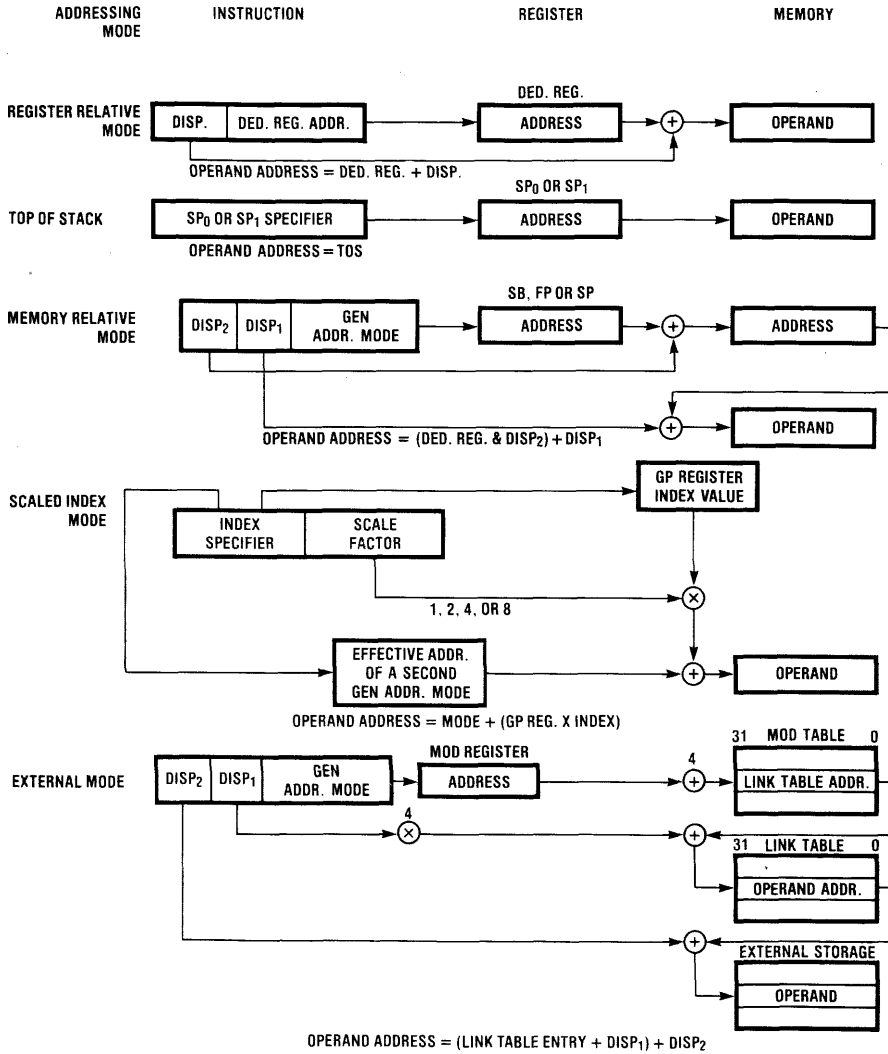 ADDRESSING
MODE
INSTRUCTION
REGISTER
MEMORY
REGISTER RELATIVE
MODE
DISP.
DED. REG. ADDR.
DED. REG.
ADDRESS
+
OPERAND
OPERAND ADDRESS = DED. REG. + DISP.
TOP OF STACK
SP₀ OR SP₁ SPECIFIER
SP₀ OR SP₁
ADDRESS
OPERAND
OPERAND ADDRESS = TOS
MEMORY RELATIVE
MODE
DISP₂
DISP₁
GEN
ADDR. MODE
SB, FP OR SP
ADDRESS
+
ADDRESS
+
OPERAND
OPERAND ADDRESS = (DED. REG. & DISP₂) + DISP₁
SCALED INDEX
MODE
INDEX
SPECIFIER
SCALE
FACTOR
GP REGISTER
INDEX VALUE
1, 2, 4, OR 8
×
EFFECTIVE ADDR.
OF A SECOND
GEN ADDR. MODE
+
OPERAND
OPERAND ADDRESS = MODE + (GP REG. X INDEX)
EXTERNAL MODE
DISP₂
DISP₁
GEN
ADDR. MODE
MOD REGISTER
ADDRESS
4
+
31 MOD TABLE 0
LINK TABLE ADDR.
4
×
+
31 LINK TABLE 0
OPERAND ADDR.
+
EXTERNAL STORAGE
OPERAND
OPERAND ADDRESS = (LINK TABLE ENTRY + DISP₁) + DISP₂